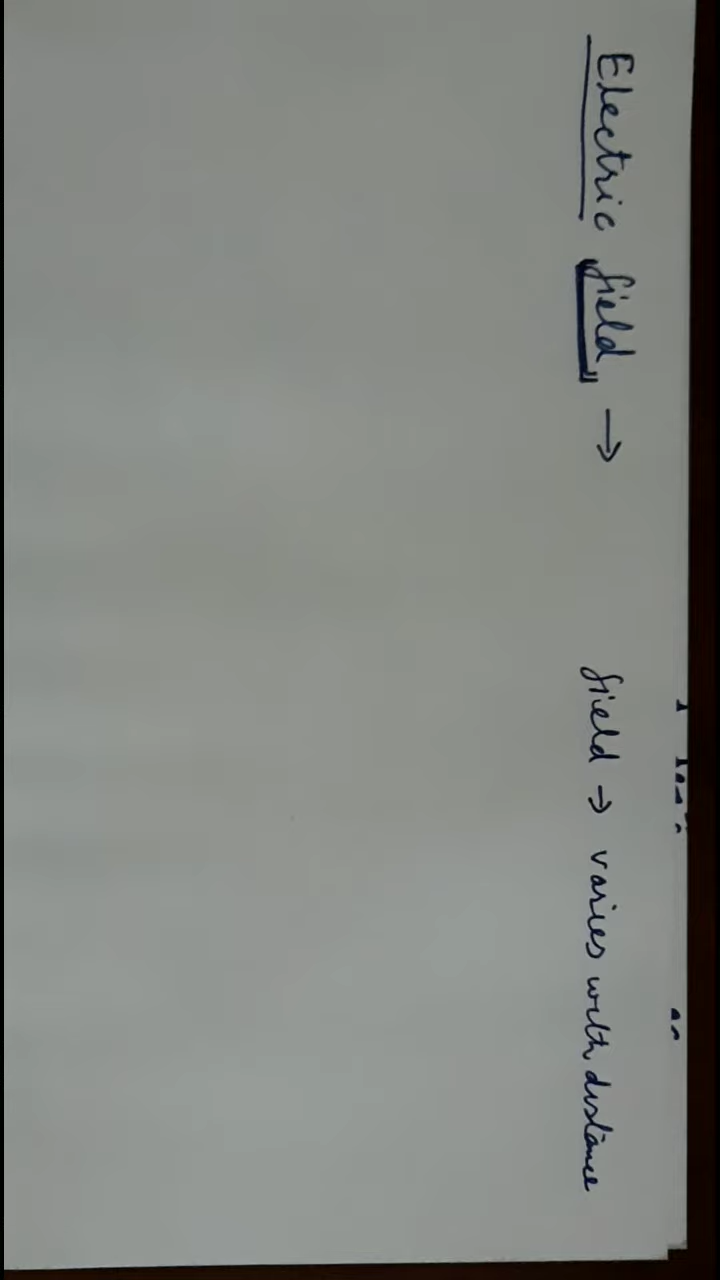 Electric field → field → varies with distance